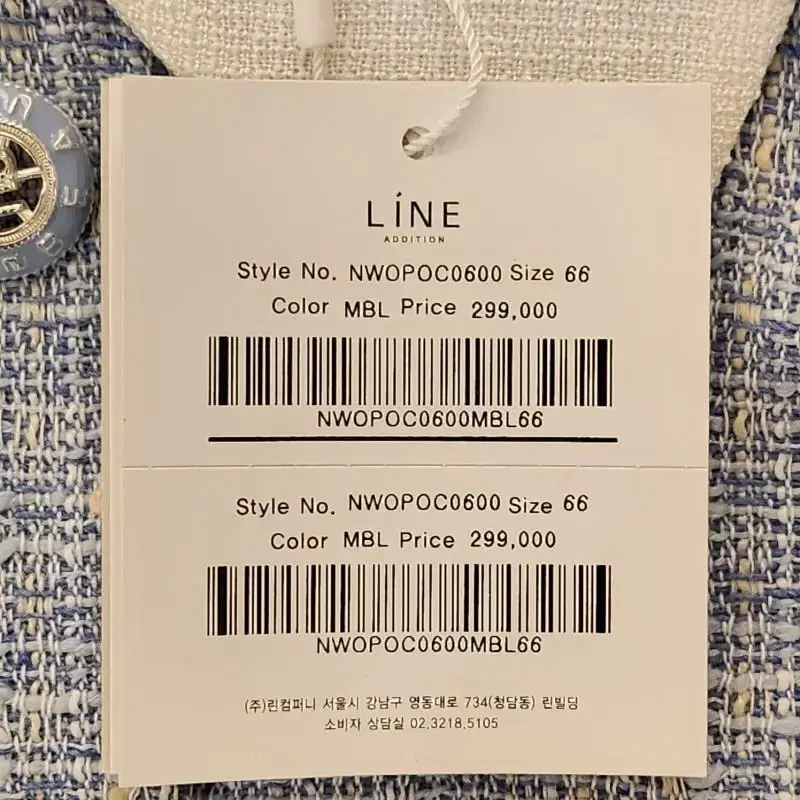 LÍNE
ADDITION
Style No. NWOPOC0600 Size 66
Color MBL Price 299,000
NWOPOC0600MBL66
Style No. NWOPOC0600 Size 66
Color MBL Price 299,000
NWOPOC0600MBL66
(주)린컴퍼니 서울시 강남구 영동대로 734(청담동) 린빌딩
소비자 상담실 02.3218.5105